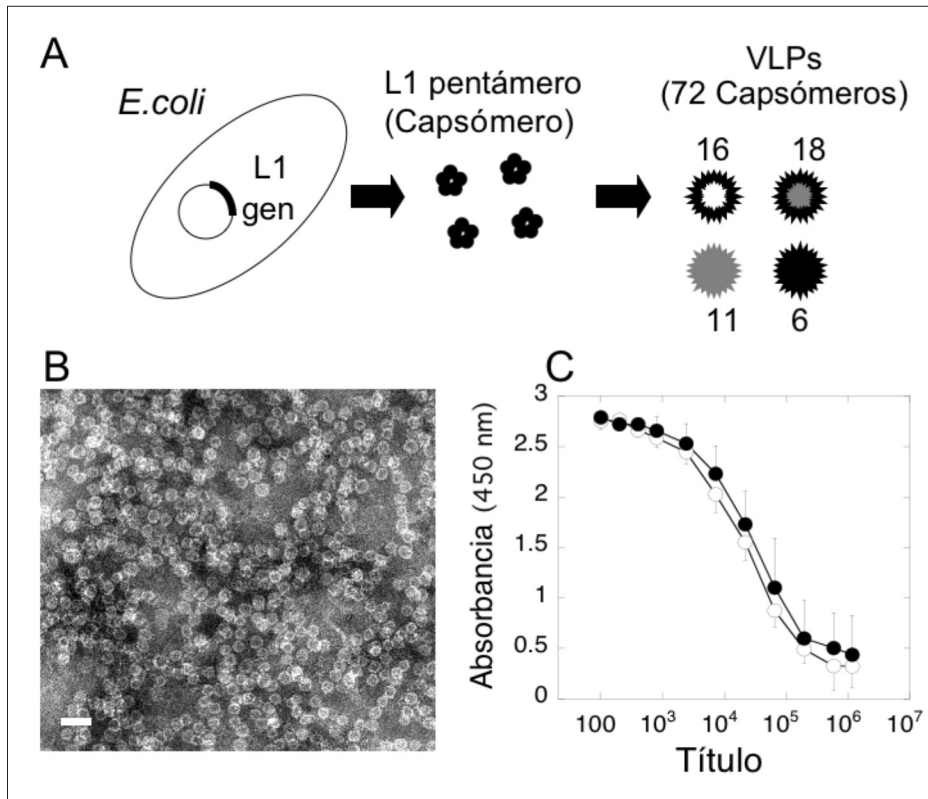 A
E.coli
L1
gen
L1 pentámero
(Capsómero)
VLPs
(72 Capsómeros)
16 18
11 6
B
C
Absorbancia (450 nm)
3
2.5
2
1.5
1
0.5
0
100 10³ 10⁴ 10⁵ 10⁶ 10⁷
Título